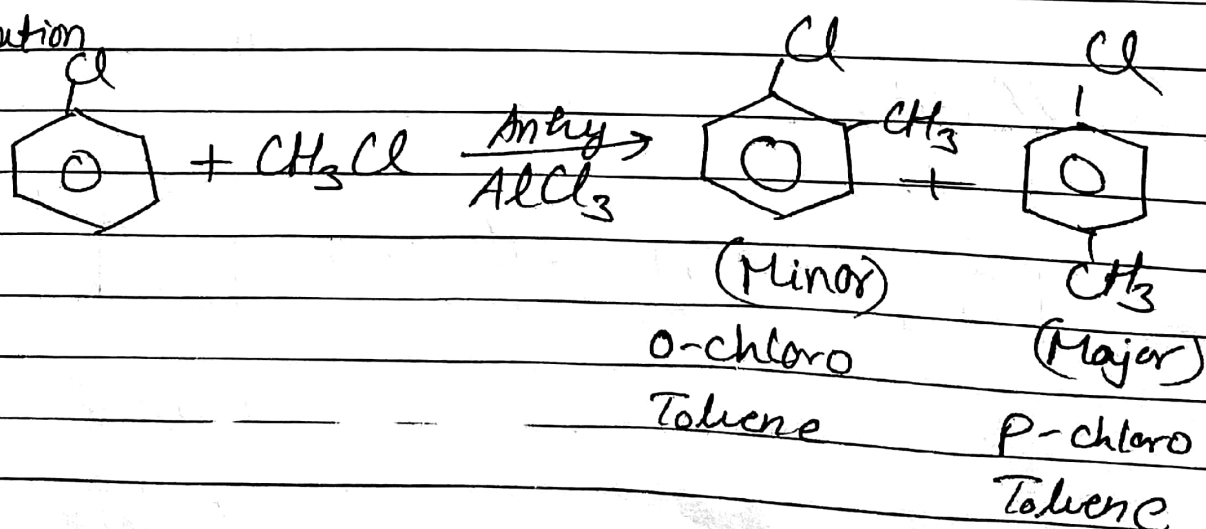 ution
Cl Cl Cl
+ CH3Cl Anhy AlCl3 → CH3 +
CH3
(Minor)
(Major)
o-chloro
Toluene
p-chloro
Toluene